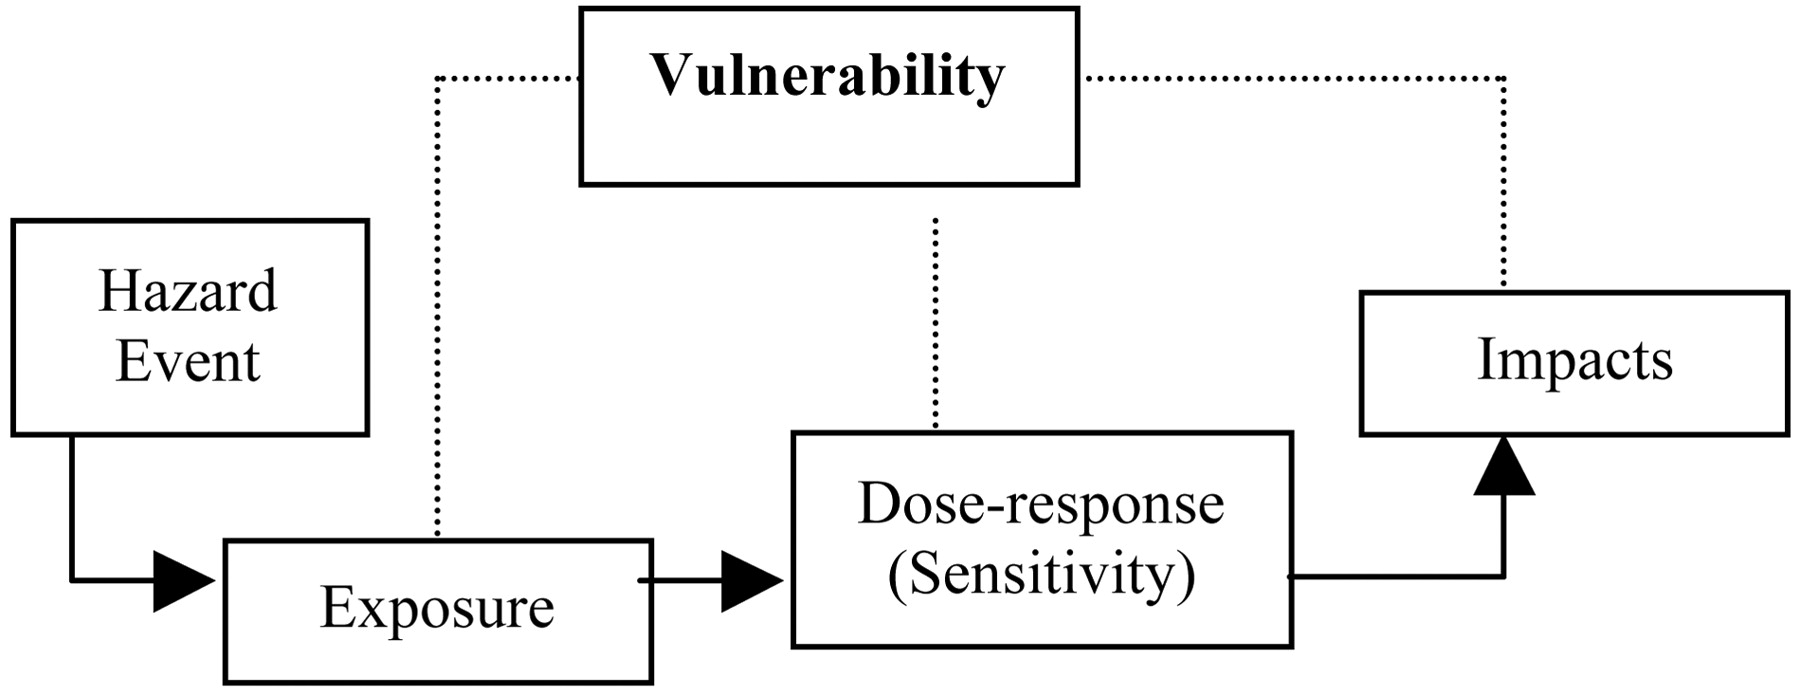 Vulnerability
Hazard
Event
Impacts
Dose-response
(Sensitivity)
Exposure